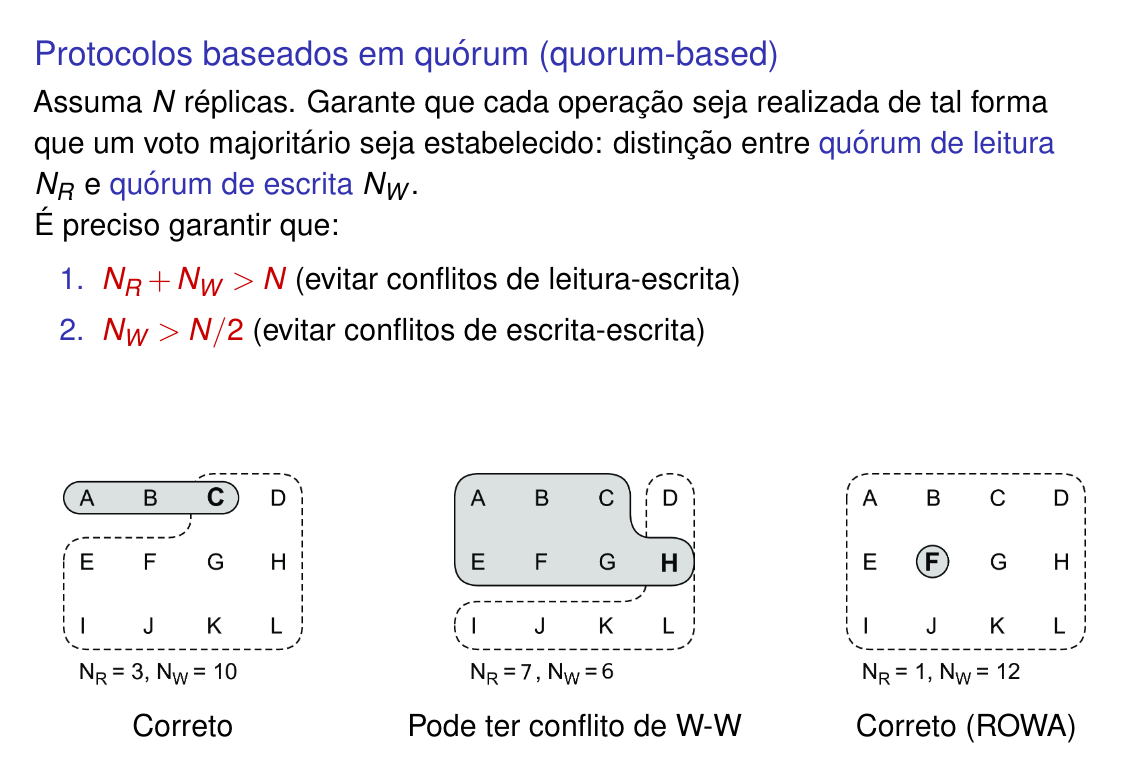 Protocolos baseados em quórum (quorum-based)
Assuma N réplicas. Garante que cada operação seja realizada de tal forma
que um voto majoritário seja estabelecido: distinção entre quórum de leitura
N_R e quórum de escrita N_W.
É preciso garantir que:
1. N_R + N_W > N (evitar conflitos de leitura-escrita)
2. N_W > N/2 (evitar conflitos de escrita-escrita)
A B C D
E F G H
I J K L
N_R = 3, N_W = 10
Correto
A B C D
E F G H
I J K L
N_R = 7, N_W = 6
Pode ter conflito de W-W
A B C D
E F G H
I J K L
N_R = 1, N_W = 12
Correto (ROWA)